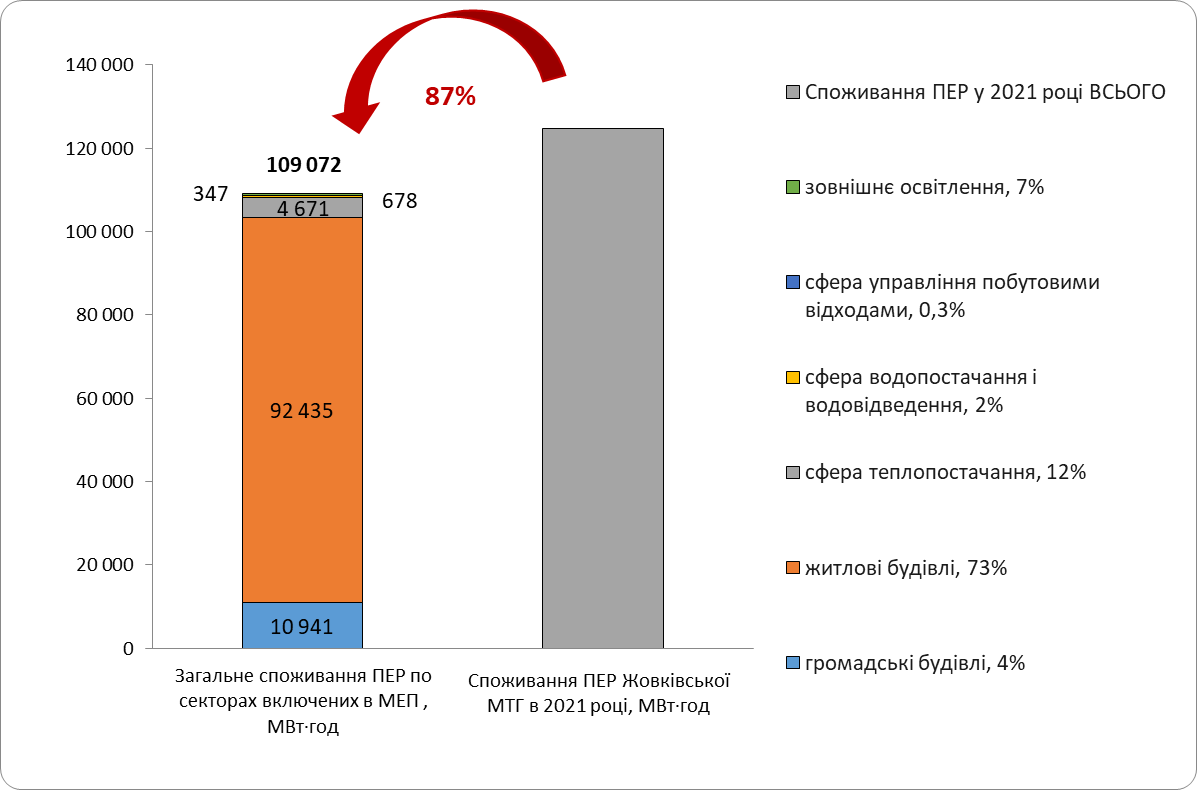 87%
140 000
120 000
100 000
80 000
60 000
40 000
20 000
0
109 072
347
4 671
678
92 435
10 941
Загальне споживання ПЕР по
секторах включених в МЕП ,
МВт·год
Споживання ПЕР Жовківської
МТГ в 2021 році, МВт·год
Споживання ПЕР у 2021 році ВСЬОГО
зовнішнє освітлення, 7%
сфера управління побутовими
відходами, 0,3%
сфера водопостачання і
водовідведення, 2%
сфера теплопостачання, 12%
житлові будівлі, 73%
громадські будівлі, 4%